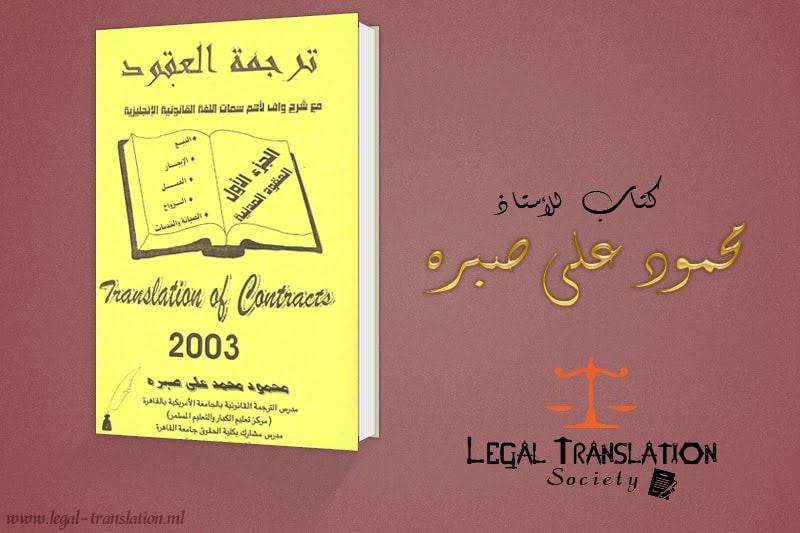 ترجمة العقود
مع شرح واف لأهم سمات اللغة القانونية الإنجليزية
الجزء الأول
العقود المدنية
• البيع
• الإيجار
• العمل
• الزواج
• الصيانة والخدمات
Translation of Contracts
2003
محمود محمد على صبره
مدرس الترجمة القانونية بالجامعة الأمريكية بالقاهرة
(مركز تعليم الكبار والتعليم المستمر)
مدرس مشارك بكلية الحقوق جامعة القاهرة
كتاب للأستاذ
محمود على صبره
LEGAL TRANSLATION
Society
www.legal-translation.ml